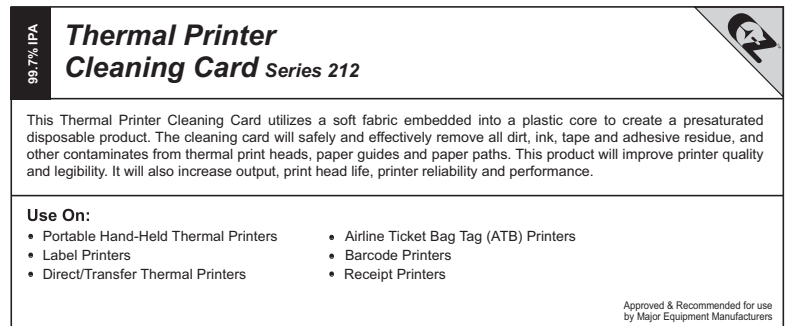 99.7% IPA
Thermal Printer
Cleaning Card Series 212
This Thermal Printer Cleaning Card utilizes a soft fabric embedded into a plastic core to create a presaturated
disposable product. The cleaning card will safely and effectively remove all dirt, ink, tape and adhesive residue, and
other contaminates from thermal print heads, paper guides and paper paths. This product will improve printer quality
and legibility. It will also increase output, print head life, printer reliability and performance.
Use On:
• Portable Hand-Held Thermal Printers
• Label Printers
• Direct/Transfer Thermal Printers
• Airline Ticket Bag Tag (ATB) Printers
• Barcode Printers
• Receipt Printers
Approved & Recommended for use
by Major Equipment Manufacturers